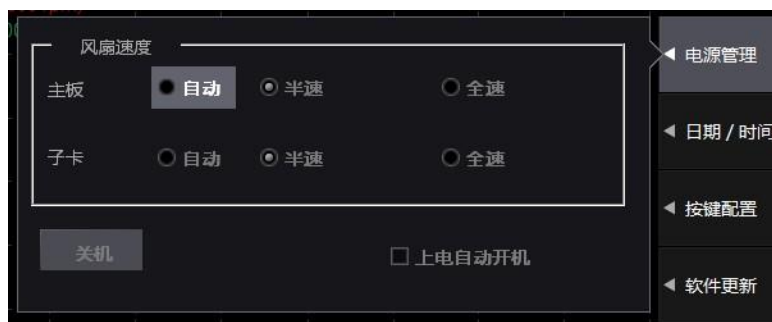 风扇速度
主板 自动 半速 全速
子卡 自动 半速 全速
关机 上电自动开机
电源管理
日期 / 时间
按键配置
软件更新